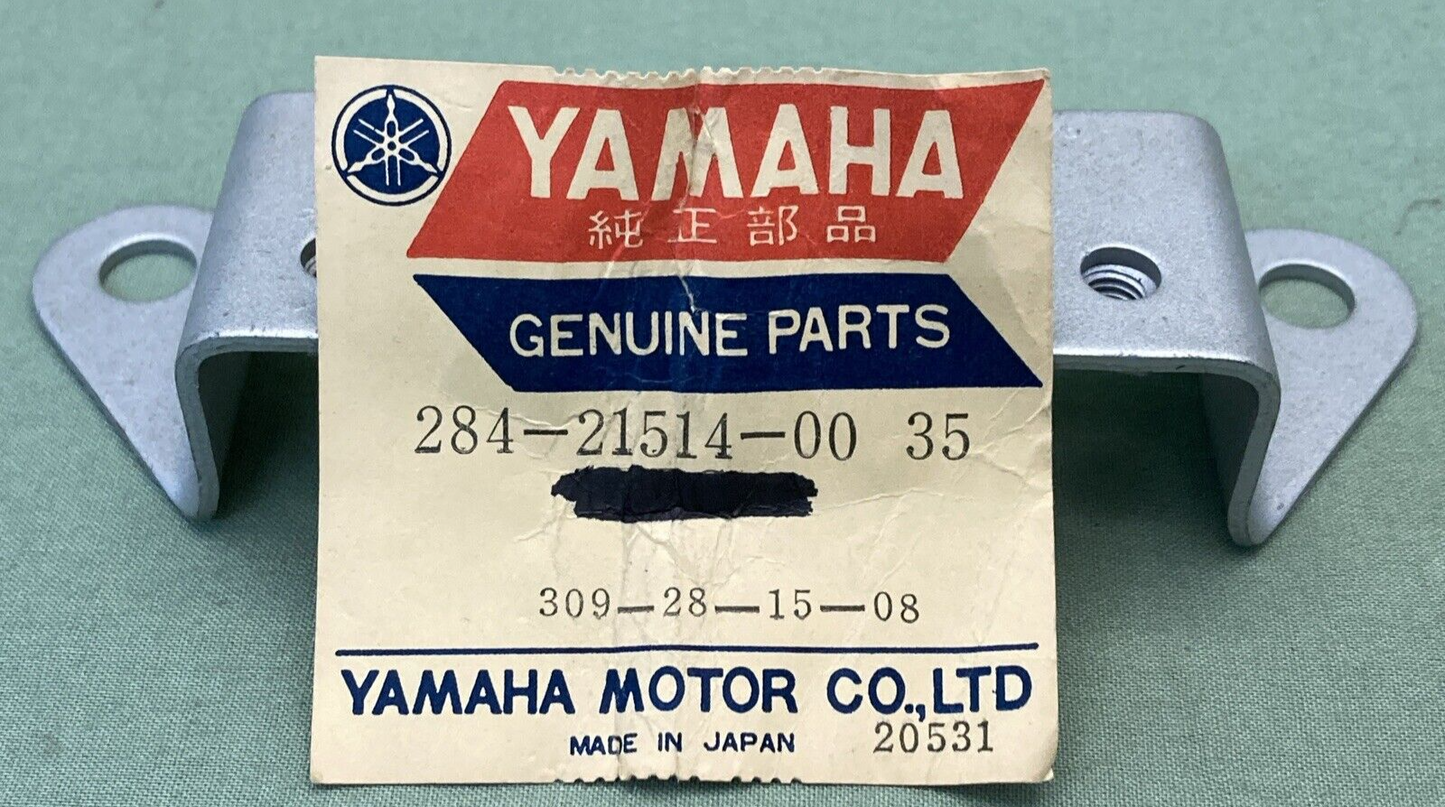 YAMAHA
純正部品
GENUINE PARTS
284-21514-00 35
309-28-15-08
YAMAHA MOTOR CO.,LTD
20531
MADE IN JAPAN